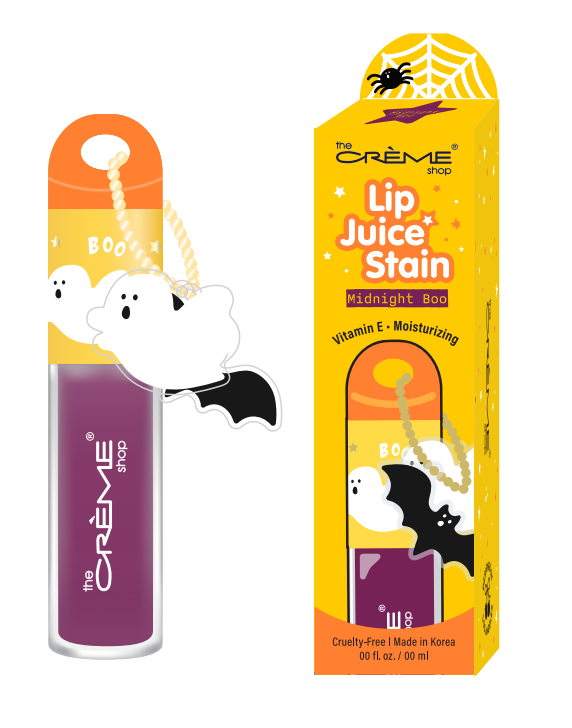 BOO
the
CRÈME®
shop
the
CRÈME®
shop
Lip
Juice
Stain
Midnight Boo
Vitamin E • Moisturizing
BO
Cruelty-Free | Made in Korea
00 fl. oz. / 00 ml